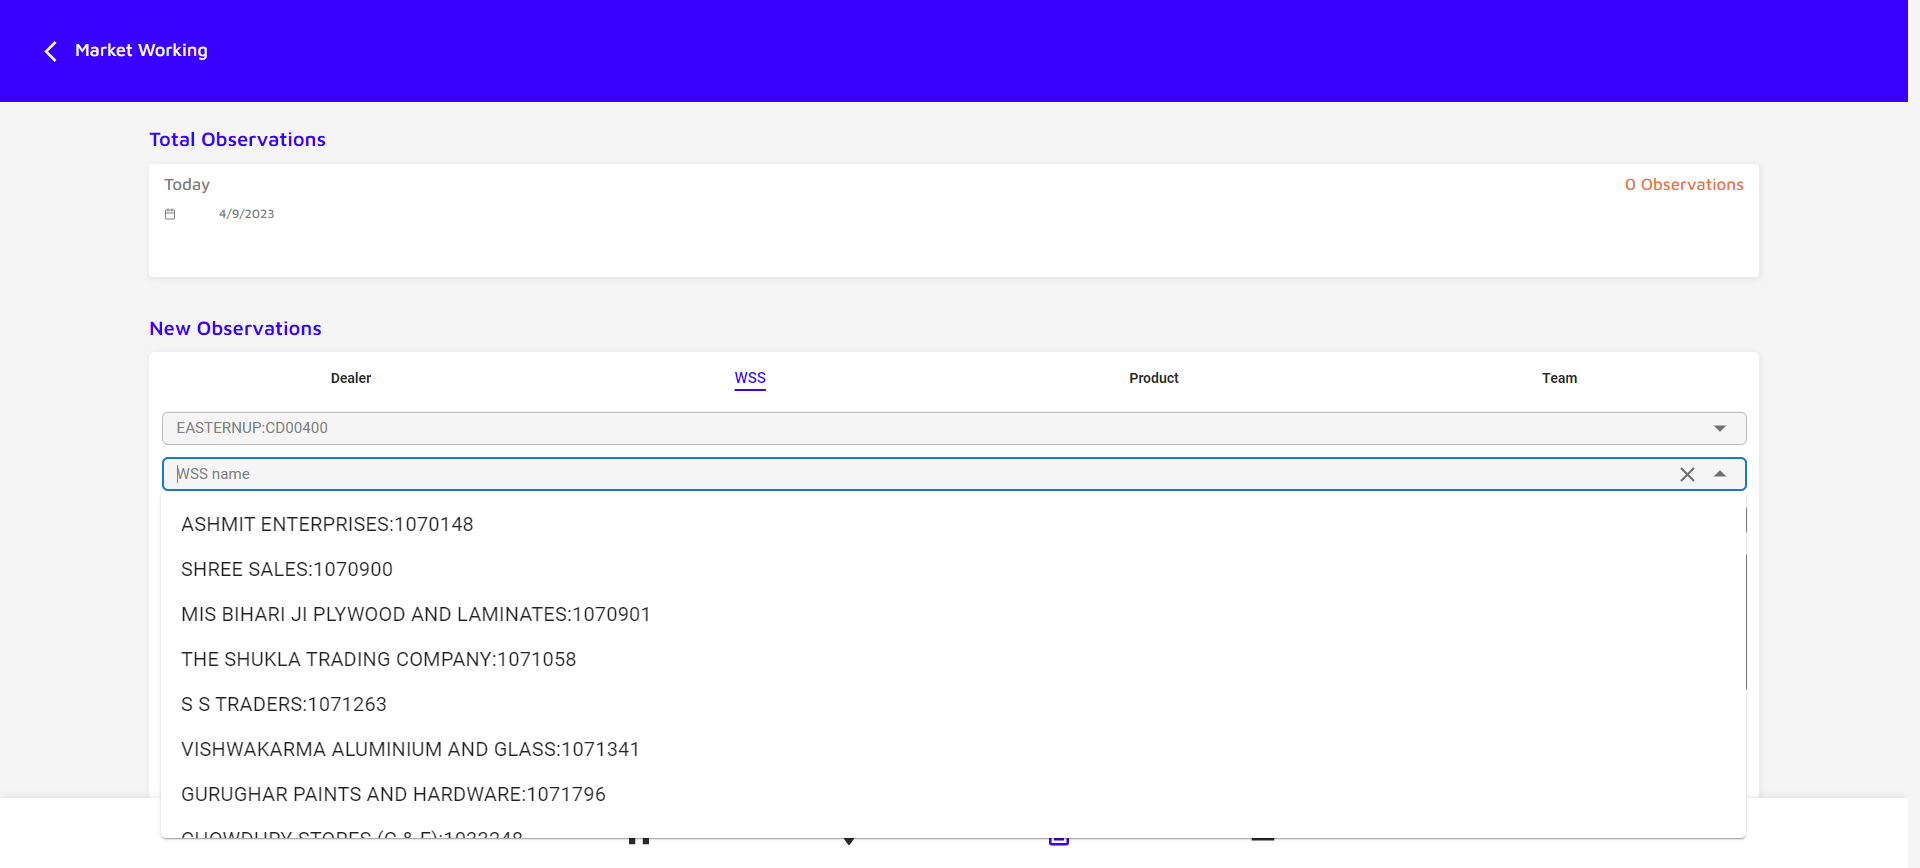 Market Working
Total Observations
Today
0 Observations
4/9/2023
New Observations
Dealer
WSS
Product
Team
EASTERNUP:CD00400
WSS name
ASHMIT ENTERPRISES:1070148
SHREE SALES:1070900
MIS BIHARI JI PLYWOOD AND LAMINATES:1070901
THE SHUKLA TRADING COMPANY:1071058
S S TRADERS:1071263
VISHWAKARMA ALUMINIUM AND GLASS:1071341
GURUGHAR PAINTS AND HARDWARE:1071796